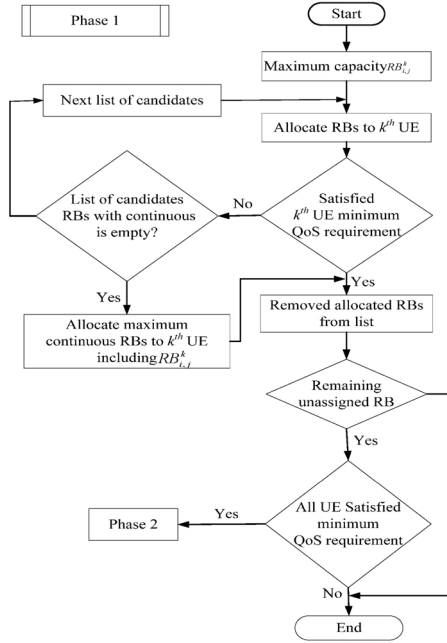 Phase 1
Start
Maximum capacity RB^k_{i,j}
Next list of candidates
Allocate RBs to k^th UE
List of candidates
RBs with continuous
is empty?
No
Satisfied
k^th UE minimum
QoS requirement
Yes
Yes
Allocate maximum
continuous RBs to k^th UE
including RB^k_{i,j}
Removed allocated RBs
from list
Remaining
unassigned RB
Yes
All UE Satisfied
minimum
QoS requirement
Yes
Phase 2
No
End